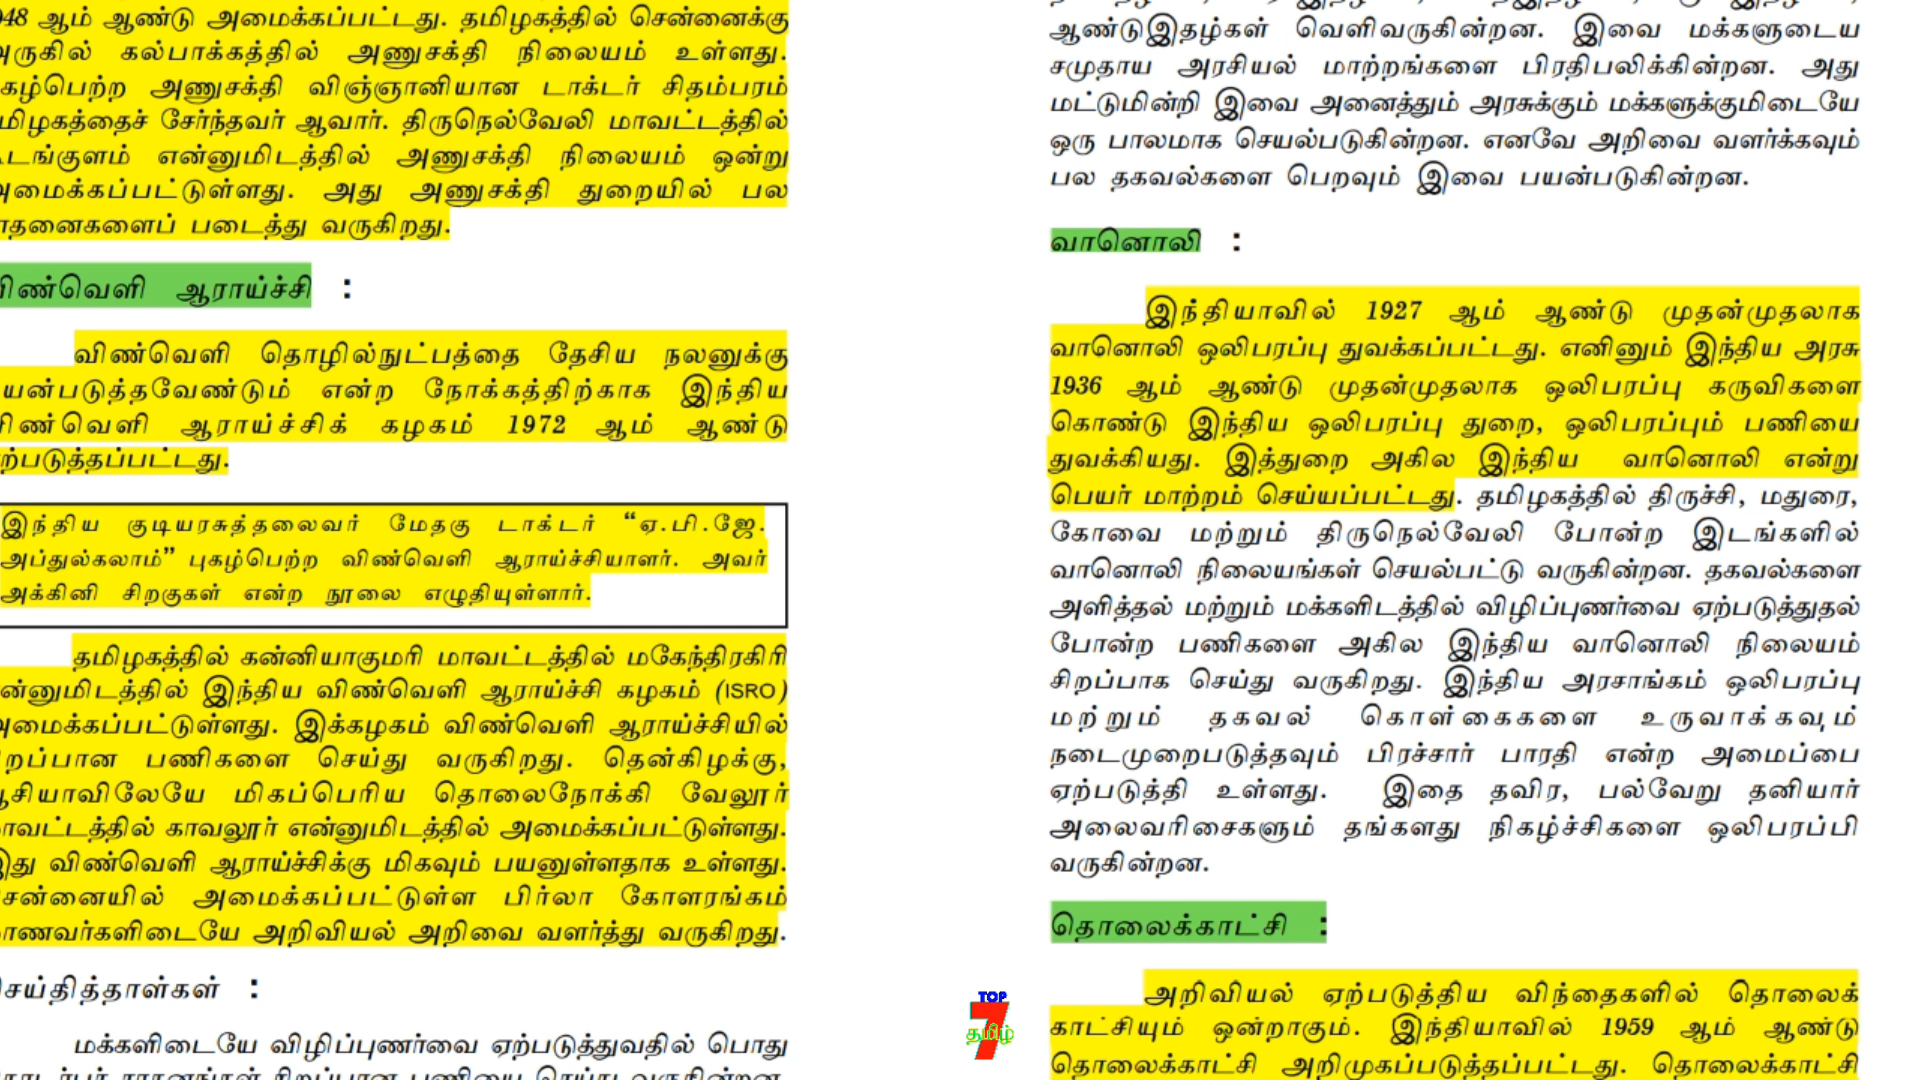 48 ஆம் ஆண்டு அமைக்கப்பட்டது. தமிழகத்தில் சென்னைக்கு
ருகில் கல்பாக்கத்தில் அணுசக்தி நிலையம் உள்ளது.
கழ்பெற்ற அணுசக்தி விஞ்ஞானியான டாக்டர் சிதம்பரம்
மிழகத்தைச் சேர்ந்தவர் ஆவார். திருநெல்வேலி மாவட்டத்தில்
டங்குளம் என்னுமிடத்தில் அணுசக்தி நிலையம் ஒன்று
மைக்கப்பட்டுள்ளது. அது அணுசக்தி துறையில் பல
ாதனைகளைப் படைத்து வருகிறது.
விண்வெளி ஆராய்ச்சி :
விண்வெளி தொழில்நுட்பத்தை தேசிய நலனுக்கு
யன்படுத்தவேண்டும் என்ற நோக்கத்திற்காக இந்திய
விண்வெளி ஆராய்ச்சிக் கழகம் 1972 ஆம் ஆண்டு
ற்படுத்தப்பட்டது.
இந்திய குடியரசுத்தலைவர் மேதகு டாக்டர் “ஏ.பி.ஜே.
அப்துல்கலாம்” புகழ்பெற்ற விண்வெளி ஆராய்ச்சியாளர். அவர்
அக்கினி சிறகுகள் என்ற நூலை எழுதியுள்ளார்.
தமிழகத்தில் கன்னியாகுமரி மாவட்டத்தில் மகேந்திரகிரி
ன்னுமிடத்தில் இந்திய விண்வெளி ஆராய்ச்சி கழகம் (ISRO)
மைக்கப்பட்டுள்ளது. இக்கழகம் விண்வெளி ஆராய்ச்சியில்
றப்பான பணிகளை செய்து வருகிறது. தென்கிழக்கு,
சியாவிலேயே மிகப்பெரிய தொலைநோக்கி வேலூர்
ாவட்டத்தில் காவலூர் என்னுமிடத்தில் அமைக்கப்பட்டுள்ளது.
இது விண்வெளி ஆராய்ச்சிக்கு மிகவும் பயனுள்ளதாக உள்ளது.
சென்னையில் அமைக்கப்பட்டுள்ள பிர்லா கோளரங்கம்
ாணவர்களிடையே அறிவியல் அறிவை வளர்த்து வருகிறது.
செய்தித்தாள்கள் :
மக்களிடையே விழிப்புணர்வை ஏற்படுத்துவதில் பொது
ஆண்டுஇதழ்கள் வெளிவருகின்றன. இவை மக்களுடைய
சமுதாய அரசியல் மாற்றங்களை பிரதிபலிக்கின்றன. அது
மட்டுமின்றி இவை அனைத்தும் அரசுக்கும் மக்களுக்குமிடையே
ஒரு பாலமாக செயல்படுகின்றன. எனவே அறிவை வளர்க்கவும்
பல தகவல்களை பெறவும் இவை பயன்படுகின்றன.
வானொலி :
இந்தியாவில் 1927 ஆம் ஆண்டு முதன்முதலாக
வானொலி ஒலிபரப்பு துவக்கப்பட்டது. எனினும் இந்திய அரசு
1936 ஆம் ஆண்டு முதன்முதலாக ஒலிபரப்பு கருவிகளை
கொண்டு இந்திய ஒலிபரப்பு துறை, ஒலிபரப்பும் பணியை
துவக்கியது. இத்துறை அகில இந்திய வானொலி என்று
பெயர் மாற்றம் செய்யப்பட்டது. தமிழகத்தில் திருச்சி, மதுரை,
கோவை மற்றும் திருநெல்வேலி போன்ற இடங்களில்
வானொலி நிலையங்கள் செயல்பட்டு வருகின்றன. தகவல்களை
அளித்தல் மற்றும் மக்களிடத்தில் விழிப்புணர்வை ஏற்படுத்துதல்
போன்ற பணிகளை அகில இந்திய வானொலி நிலையம்
சிறப்பாக செய்து வருகிறது. இந்திய அரசாங்கம் ஒலிபரப்பு
மற்றும் தகவல் கொள்கைகளை உருவாக்கவும்
நடைமுறைபடுத்தவும் பிரச்சார் பாரதி என்ற அமைப்பை
ஏற்படுத்தி உள்ளது. இதை தவிர, பல்வேறு தனியார்
அலைவரிசைகளும் தங்களது நிகழ்ச்சிகளை ஒலிபரப்பி
வருகின்றன.
தொலைக்காட்சி :
அறிவியல் ஏற்படுத்திய விந்தைகளில் தொலைக்
காட்சியும் ஒன்றாகும். இந்தியாவில் 1959 ஆம் ஆண்டு
தொலைக்காட்சி அறிமுகப்படுத்தப்பட்டது. தொலைக்காட்சி
TOP
7
தமிழ்